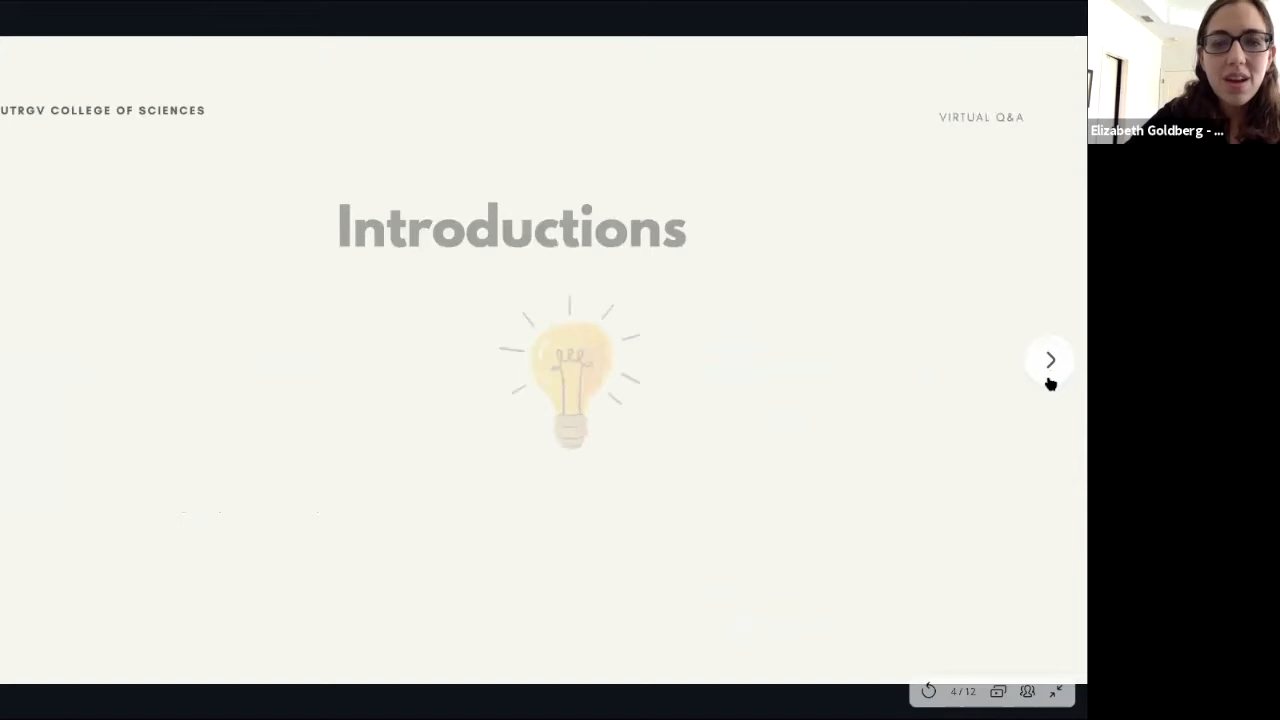 UTRGV COLLEGE OF SCIENCES
VIRTUAL Q&A
Introductions
Elizabeth Goldberg - ...
4 / 12